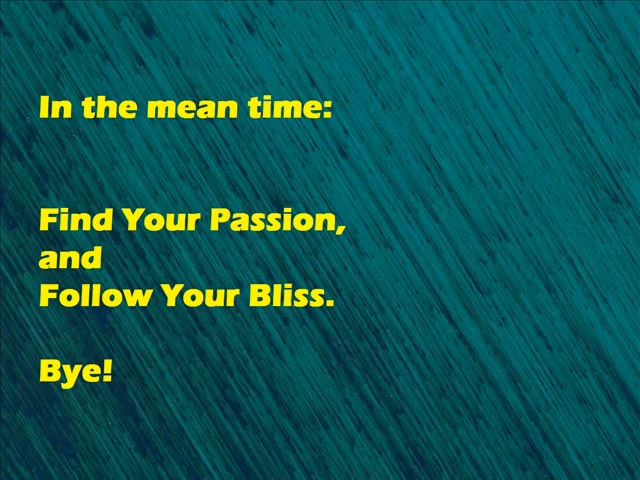 In the mean time:
Find Your Passion,
and
Follow Your Bliss.
Bye!